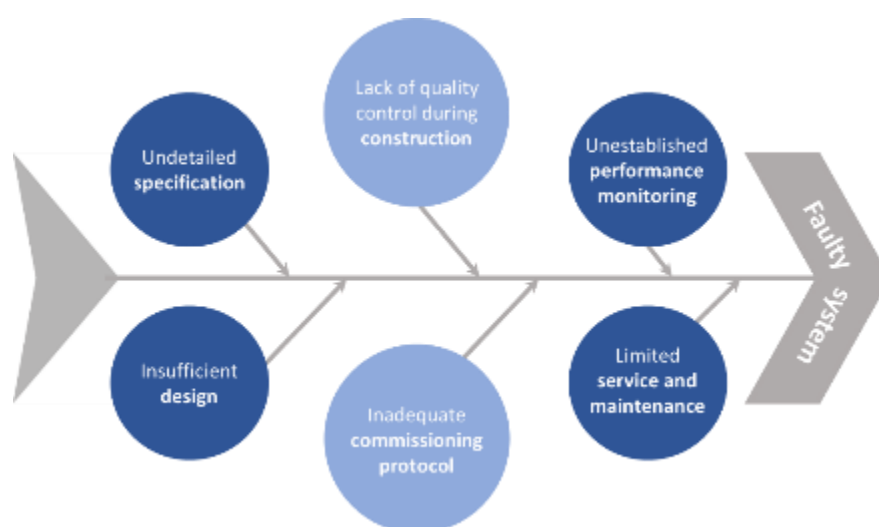 Lack of quality
control during
construction
Undetailed
specification
Unestablished
performance
monitoring
Faulty system
Insufficient
design
Inadequate
commissioning
protocol
Limited
service and
maintenance